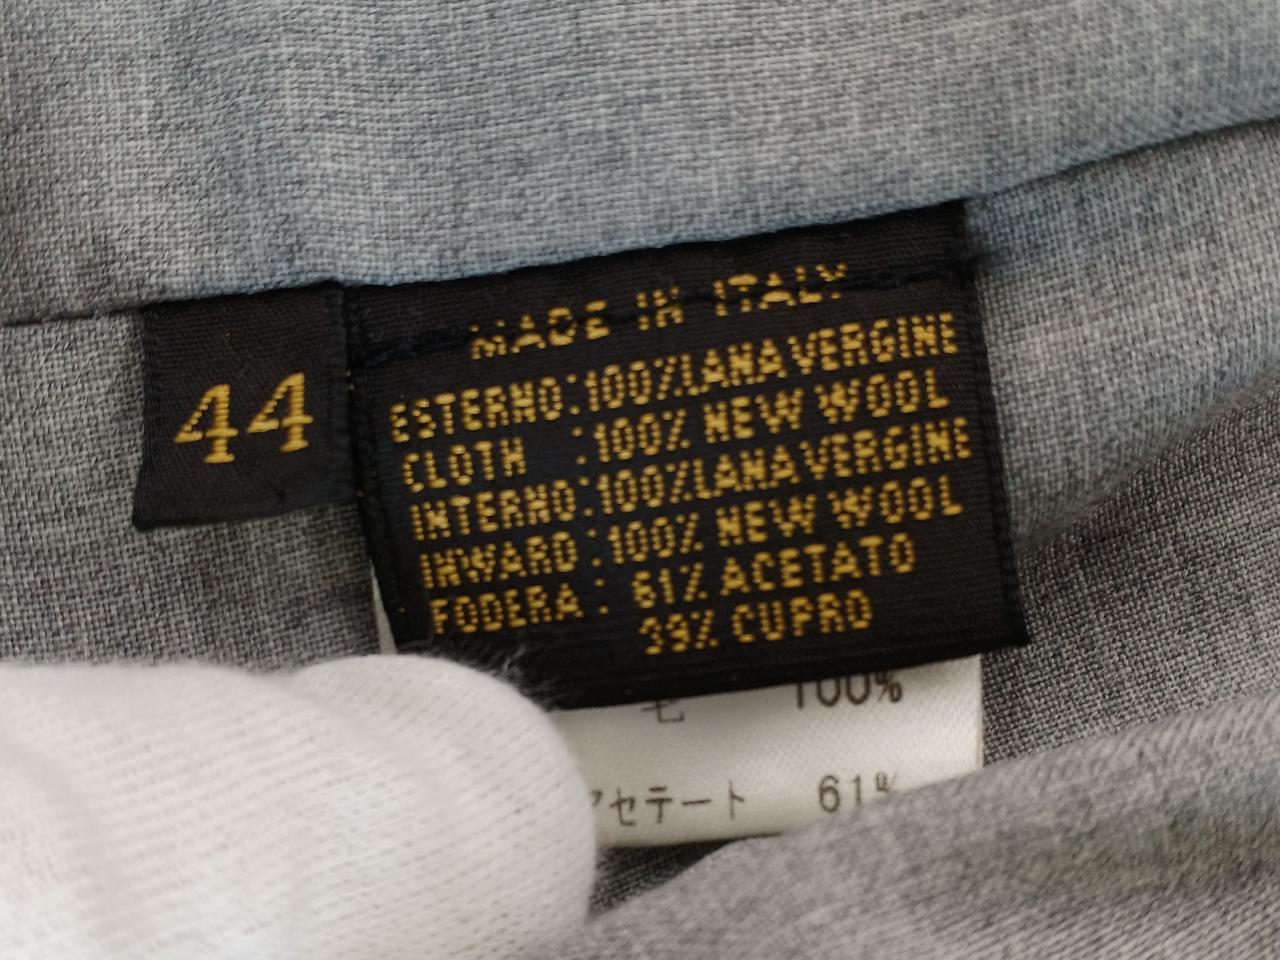 44
MADE IN ITALY
ESTERNO:100%LANA VERGINE
CLOTH :100% NEW WOOL
INTERNO:100%LANA VERGINE
INWARD :100% NEW WOOL
FODERA : 61% ACETATO
39% CUPRO
毛 100%
アセテート 61%